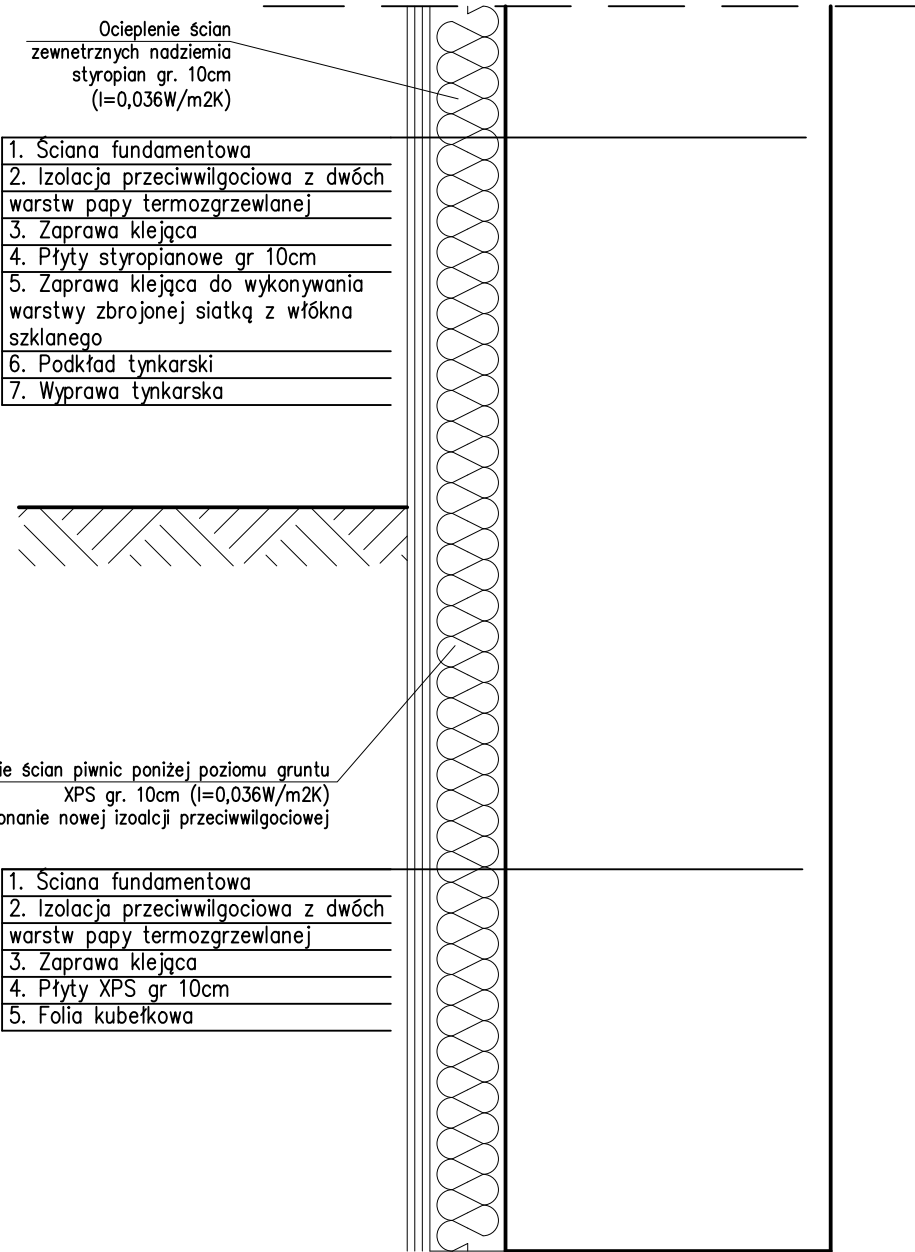 Ocieplenie ścian
zewnetrznych nadziemia
styropian gr. 10cm
(l=0,036W/m2K)
1. Ściana fundamentowa
2. Izolacja przeciwwilgociowa z dwóch
warstw papy termozgrzewlanej
3. Zaprawa klejąca
4. Płyty styropianowe gr 10cm
5. Zaprawa klejąca do wykonywania
warstwy zbrojonej siatką z włókna
szklanego
6. Podkład tynkarski
7. Wyprawa tynkarska
ścian piwnic poniżej poziomu gruntu
XPS gr. 10cm (l=0,036W/m2K)
nowej izoalcji przeciwwilgociowej
1. Ściana fundamentowa
2. Izolacja przeciwwilgociowa z dwóch
warstw papy termozgrzewlanej
3. Zaprawa klejąca
4. Płyty XPS gr 10cm
5. Folia kubełkowa